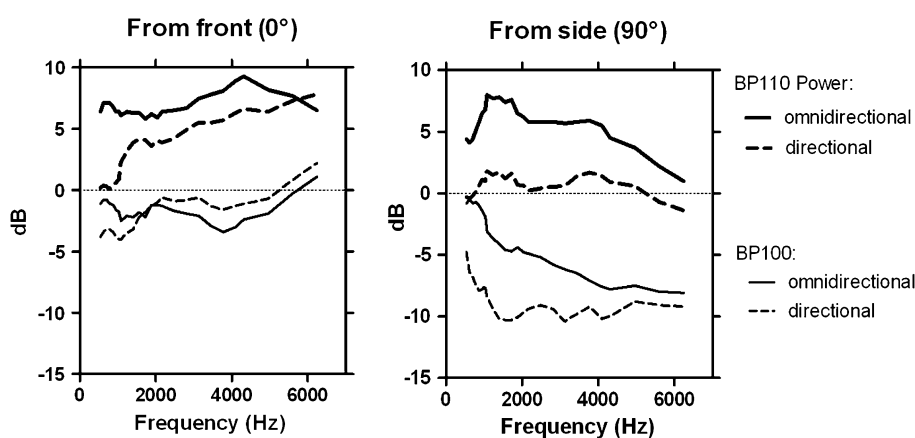 From front (0°)
10
5
0
-5
-10
-15
dB
0
2000
4000
6000
Frequency (Hz)
From side (90°)
10
5
0
-5
-10
-15
dB
0
2000
4000
6000
Frequency (Hz)
BP110 Power:
omnidirectional
directional
BP100:
omnidirectional
directional